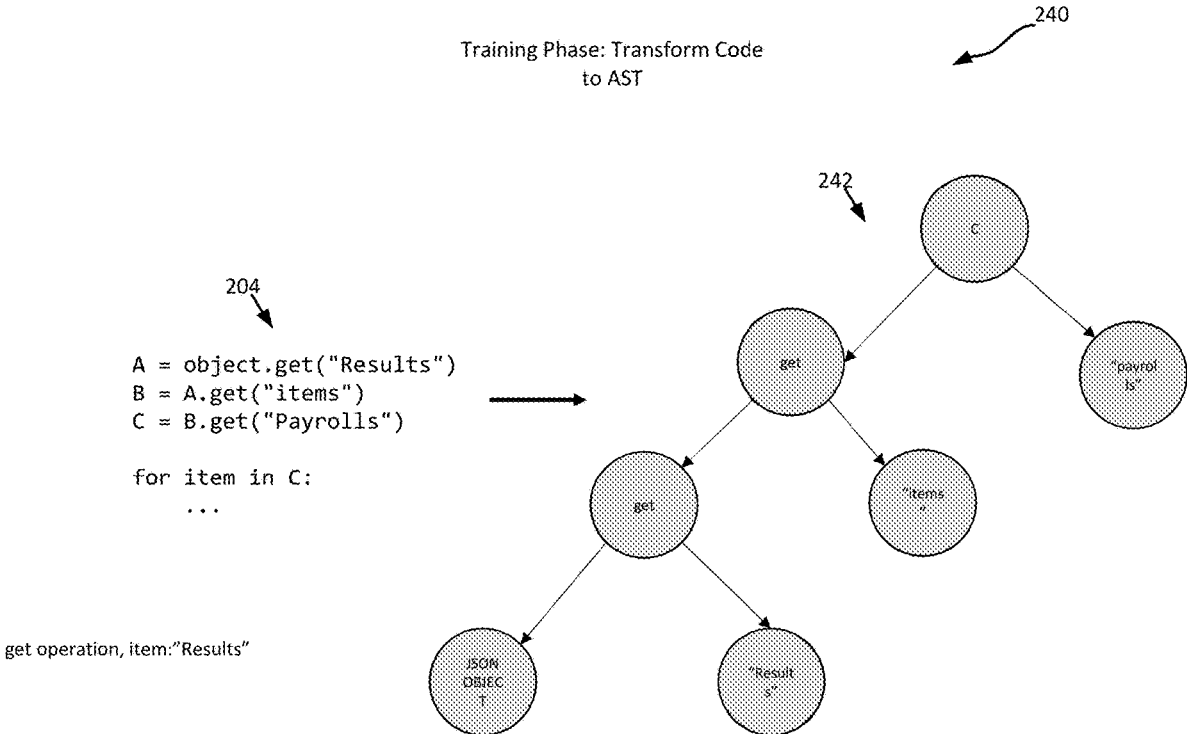 240
Training Phase: Transform Code
to AST
242
C
204
get
"payrol
ls"
A = object.get("Results")
B = A.get("items")
C = B.get("Payrolls")
for item in C:
...
get
"items
"
get operation, item:"Results"
JSON
OBJEC
T
"Result
s"